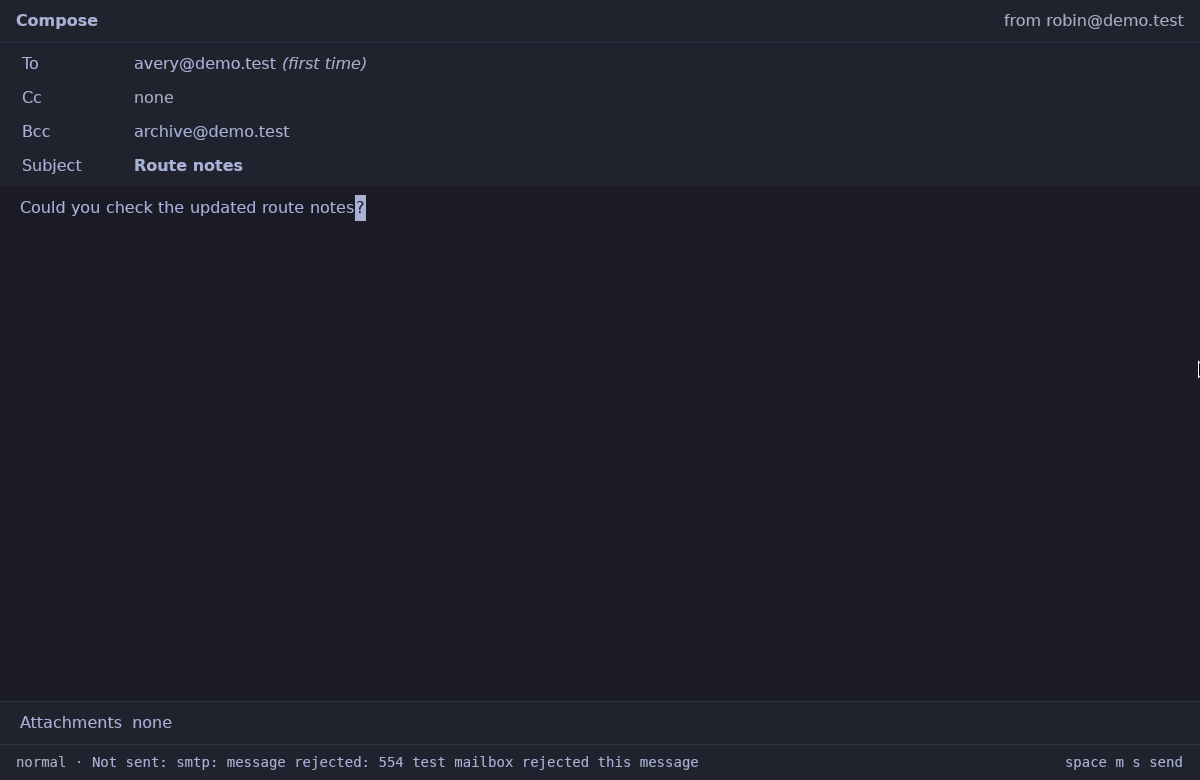 Compose from robin@demo.test
To avery@demo.test (first time)
Cc none
Bcc archive@demo.test
Subject Route notes
Could you check the updated route notes?
Attachments none
normal · Not sent: smtp: message rejected: 554 test mailbox rejected this message space m s send